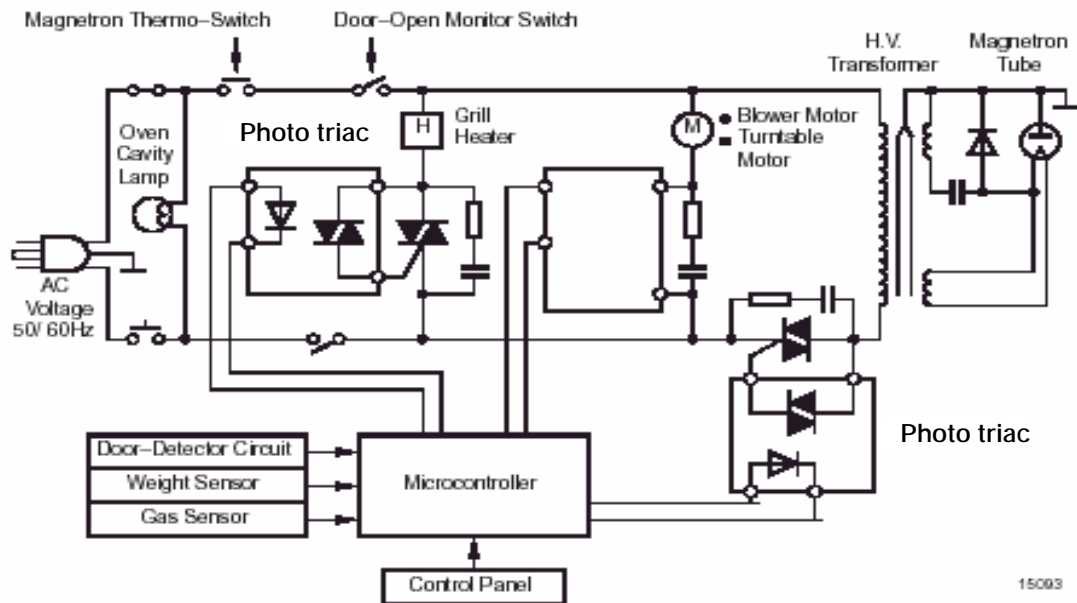 Magnetron Thermo–Switch
Door–Open Monitor Switch
H.V.
Transformer
Magnetron
Tube
Oven
Cavity
Lamp
Photo triac
H
Grill
Heater
M
Blower Motor
Turntable
Motor
AC
Voltage
50/ 60Hz
Photo triac
Door–Detector Circuit
Weight Sensor
Gas Sensor
Microcontroller
Control Panel
15093